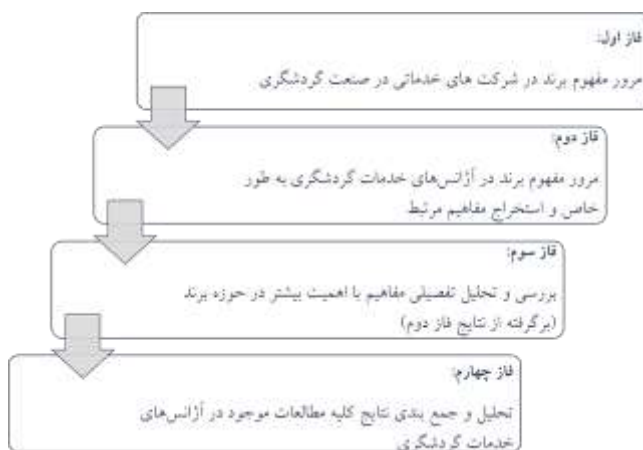 فاز اول:
مرور مفهوم برند در شرکت های خدماتی در صنعت گردشگری
فاز دوم:
مرور مفهوم برند در آژانس‌های خدمات گردشگری به طور
خاص و استخراج مفاهیم مرتبط
فاز سوم:
بررسی و تحلیل تفصیلی مفاهیم با اهمیت بیشتر در حوزه برند
(برگرفته از نتایج فاز دوم)
فاز چهارم:
تحلیل و جمع بندی نتایج کلیه مطالعات موجود در آژانس‌های
خدمات گردشگری